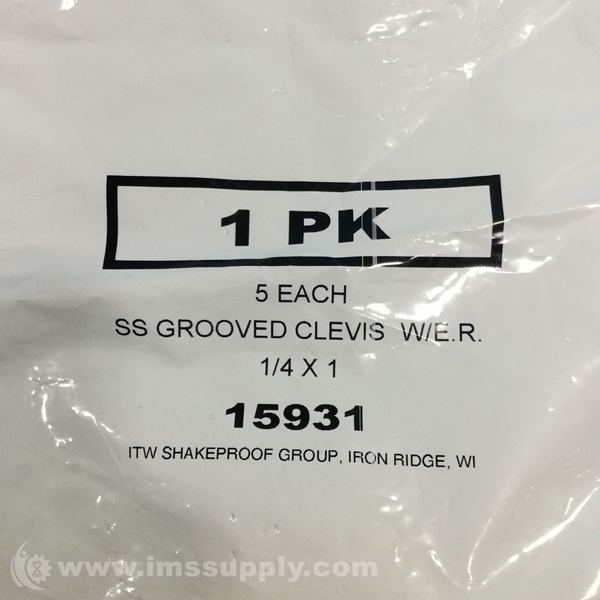 1 PK
5 EACH
SS GROOVED CLEVIS W/E.R.
1/4 X 1
15931
ITW SHAKEPROOF GROUP, IRON RIDGE, WI
www.imssupply.com